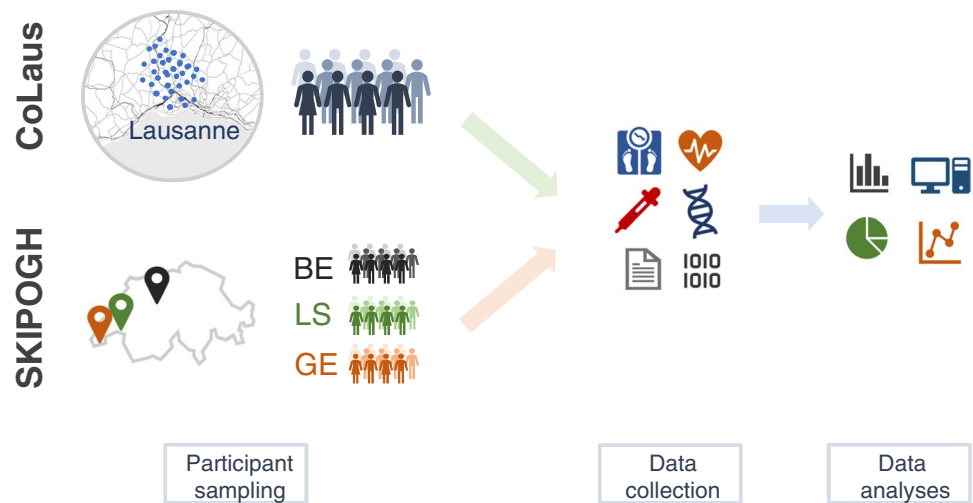 CoLaus
Lausanne
SKIPOGH
BE
LS
GE
1010
1010
Participant
sampling
Data
collection
Data
analyses